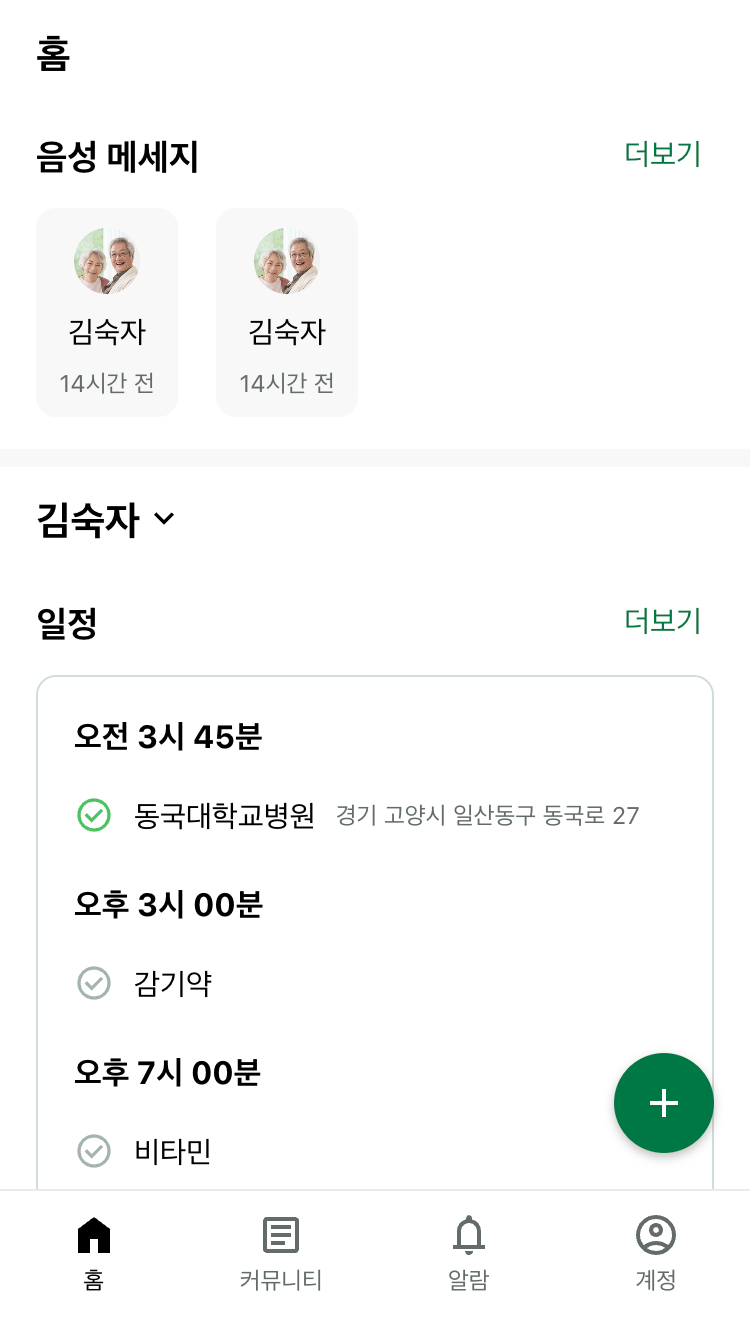 홈
음성 메세지 더보기
김숙자 김숙자
14시간 전 14시간 전
김숙자
일정 더보기
오전 3시 45분
동국대학교병원 경기 고양시 일산동구 동국로 27
오후 3시 00분
감기약
오후 7시 00분
비타민
홈 커뮤니티 알람 계정